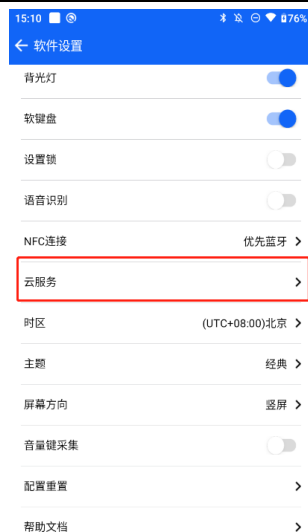 15:10 76%
软件设置
背光灯
软键盘
设置锁
语音识别
NFC连接 优先蓝牙
云服务
时区 (UTC+08:00)北京
主题 经典
屏幕方向 竖屏
音量键采集
配置重置
帮助文档